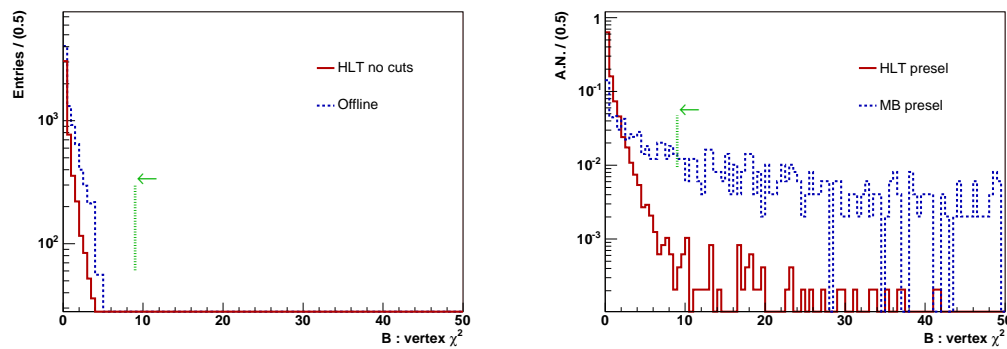 Entries / (0.5)
10³
10²
HLT no cuts
Offline
0 10 20 30 40 50
B : vertex χ²
A.N. / (0.5)
1
10⁻¹
10⁻²
10⁻³
HLT presel
MB presel
0 10 20 30 40 50
B : vertex χ²